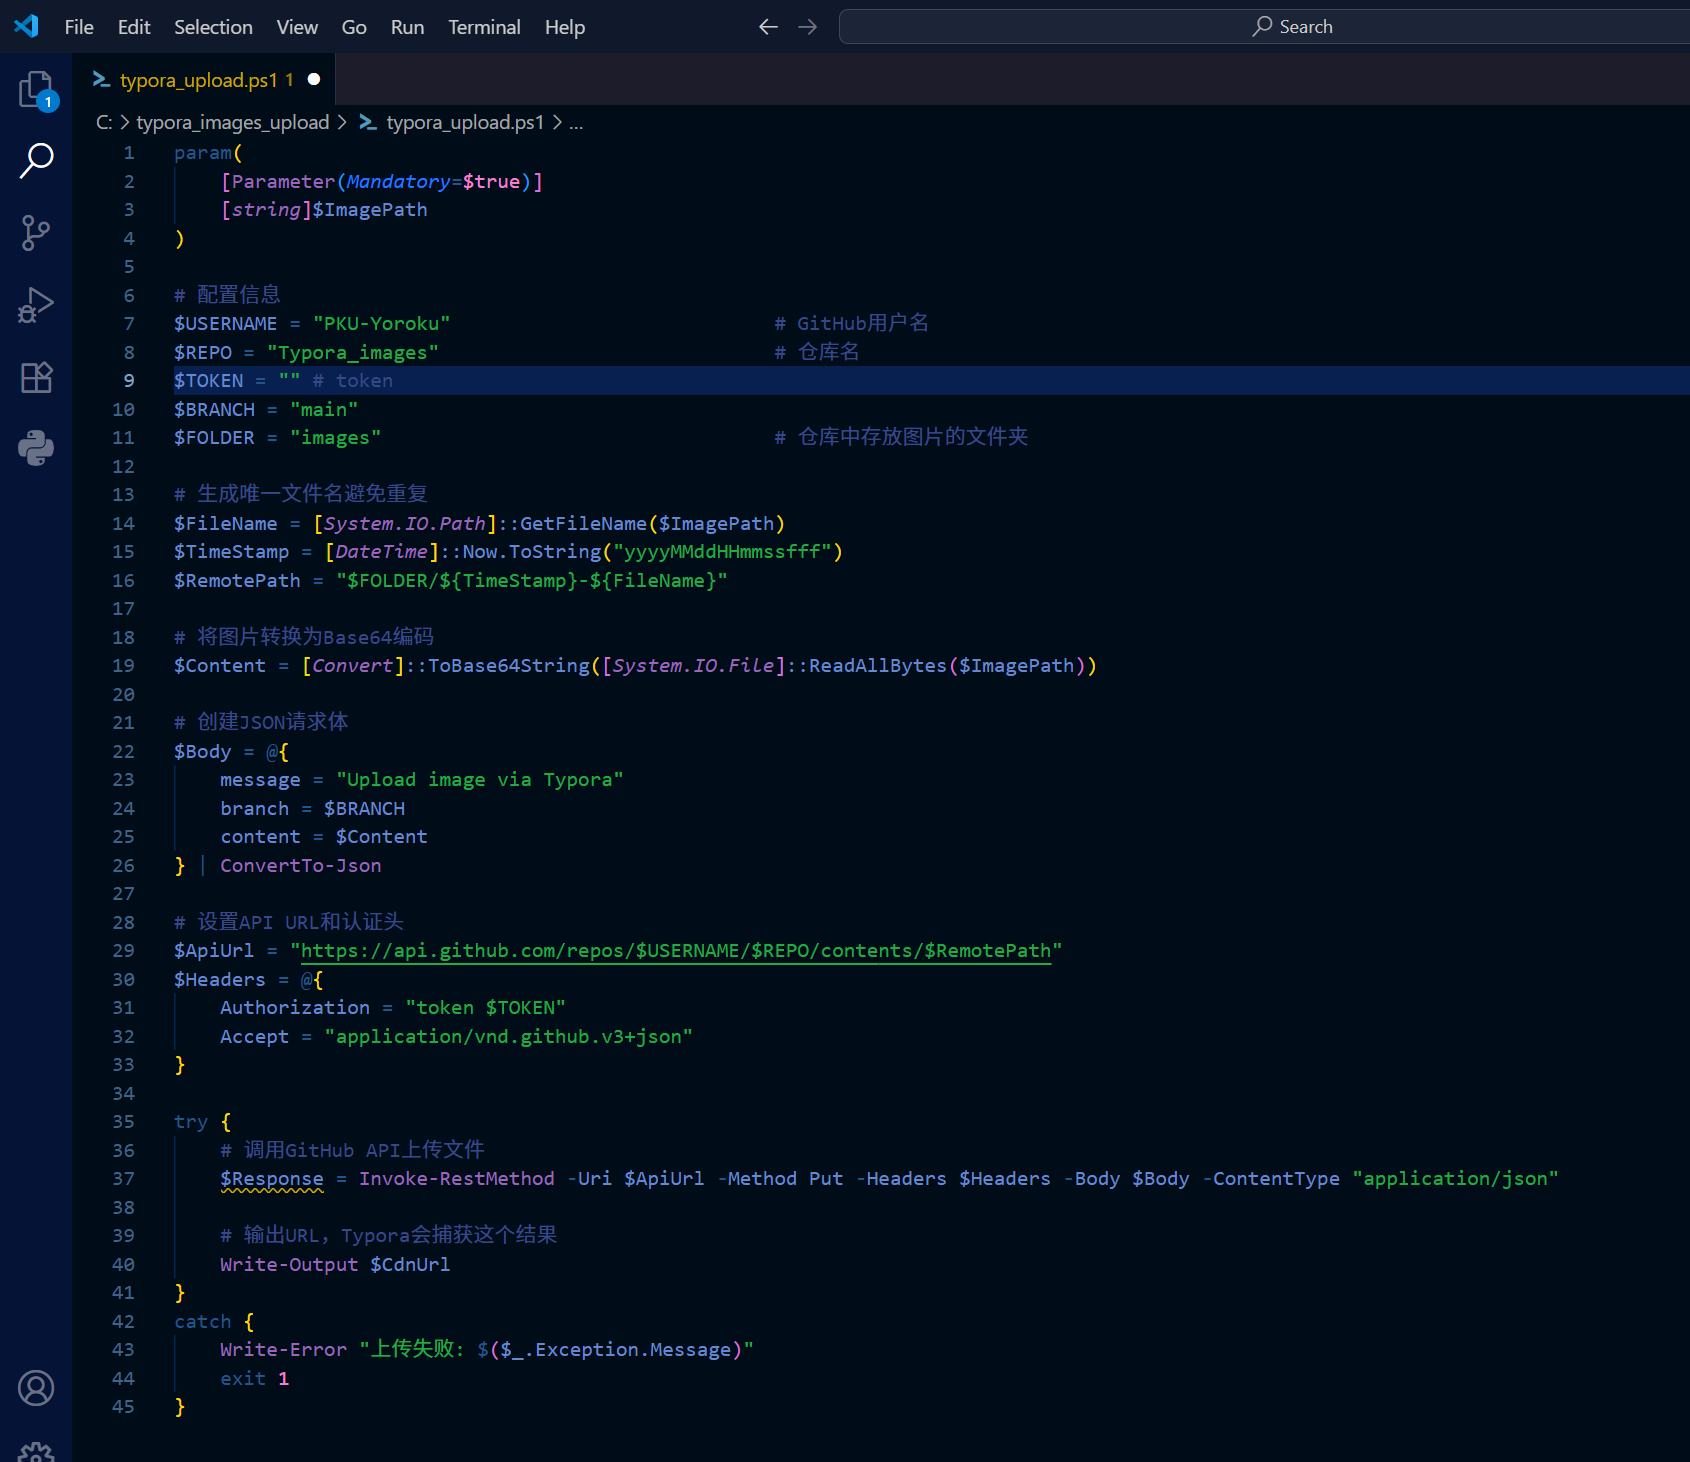 File Edit Selection View Go Run Terminal Help Search
typora_upload.ps1 1
1
C: > typora_images_upload > typora_upload.ps1 > ...
1 param(
2     [Parameter(Mandatory=$true)]
3     [string]$ImagePath
4 )
5
6 # 配置信息
7 $USERNAME = "PKU-Yoroku" # GitHub用户名
8 $REPO = "Typora_images" # 仓库名
9 $TOKEN = "" # token
10 $BRANCH = "main"
11 $FOLDER = "images" # 仓库中存放图片的文件夹
12
13 # 生成唯一文件名避免重复
14 $FileName = [System.IO.Path]::GetFileName($ImagePath)
15 $TimeStamp = [DateTime]::Now.ToString("yyyyMMddHHmmssfff")
16 $RemotePath = "$FOLDER/${TimeStamp}-${FileName}"
17
18 # 将图片转换为Base64编码
19 $Content = [Convert]::ToBase64String([System.IO.File]::ReadAllBytes($ImagePath))
20
21 # 创建JSON请求体
22 $Body = @{
23     message = "Upload image via Typora"
24     branch = $BRANCH
25     content = $Content
26 } | ConvertTo-Json
27
28 # 设置API URL和认证头
29 $ApiUrl = "https://api.github.com/repos/$USERNAME/$REPO/contents/$RemotePath"
30 $Headers = @{
31     Authorization = "token $TOKEN"
32     Accept = "application/vnd.github.v3+json"
33 }
34
35 try {
36     # 调用GitHub API上传文件
37     $Response = Invoke-RestMethod -Uri $ApiUrl -Method Put -Headers $Headers -Body $Body -ContentType "application/json"
38
39     # 输出URL，Typora会捕获这个结果
40     Write-Output $CdnUrl
41 }
42 catch {
43     Write-Error "上传失败: $($_.Exception.Message)"
44     exit 1
45 }